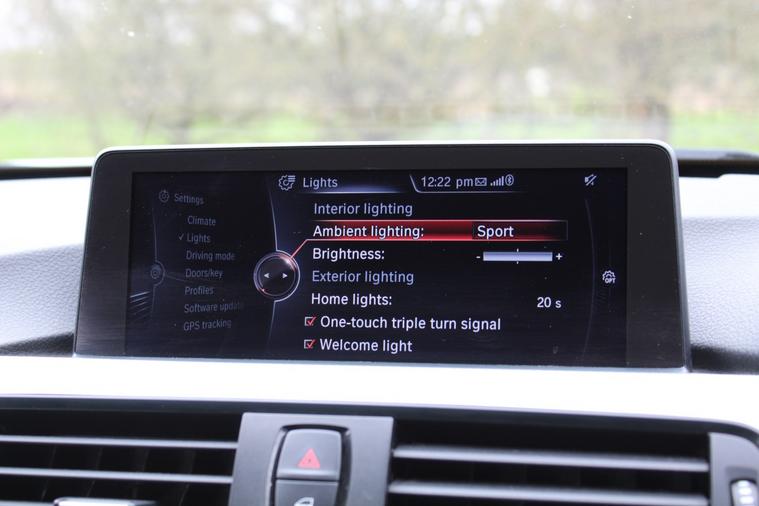 Settings
Climate
Lights
Driving mode
Doors/key
Profiles
Software update
GPS tracking
Lights
12:22 pm
Interior lighting
Ambient lighting: Sport
Brightness: - +
Exterior lighting
Home lights: 20 s
One-touch triple turn signal
Welcome light
OPT